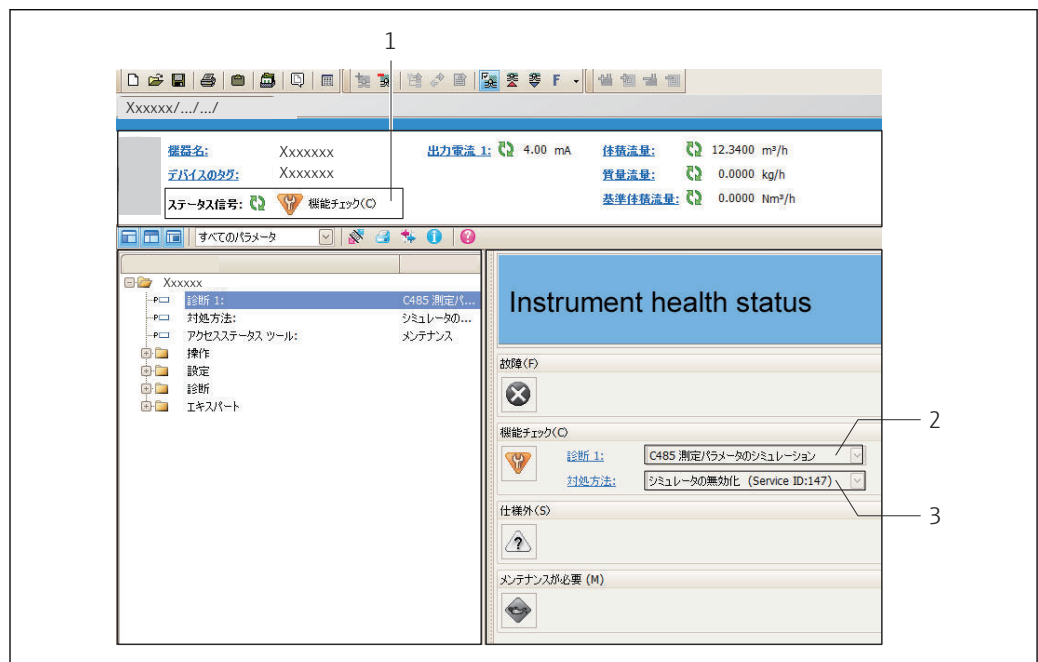 1
F
Xxxxxx/.../.../
機器名: Xxxxxxx 出力電流 1: 4.00 mA 体積流量: 12.3400 m³/h
デバイスのタグ: Xxxxxxx 質量流量: 0.0000 kg/h
ステータス信号: 機能チェック(C) 基準体積流量: 0.0000 Nm³/h
すべてのパラメータ
Xxxxxx
診断 1: C485 測定パ...
対処方法: シミュレータの...
アクセスステータス ツール: メンテナンス
操作
設定
診断
エキスパート
Instrument health status
故障(F)
機能チェック(C)
診断 1: C485 測定パラメータのシミュレーション
2
対処方法: シミュレータの無効化 (Service ID:147)
3
仕様外(S)
メンテナンスが必要 (M)